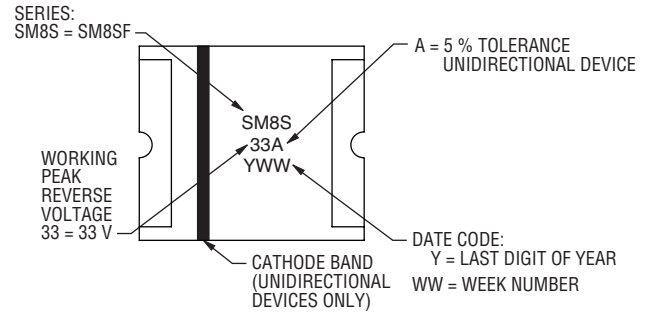 SERIES:
SM8S = SM8SF
A = 5 % TOLERANCE
UNIDIRECTIONAL DEVICE
SM8S
33A
YWW
WORKING
PEAK
REVERSE
VOLTAGE
33 = 33 V
CATHODE BAND
(UNIDIRECTIONAL
DEVICES ONLY)
DATE CODE:
Y = LAST DIGIT OF YEAR
WW = WEEK NUMBER